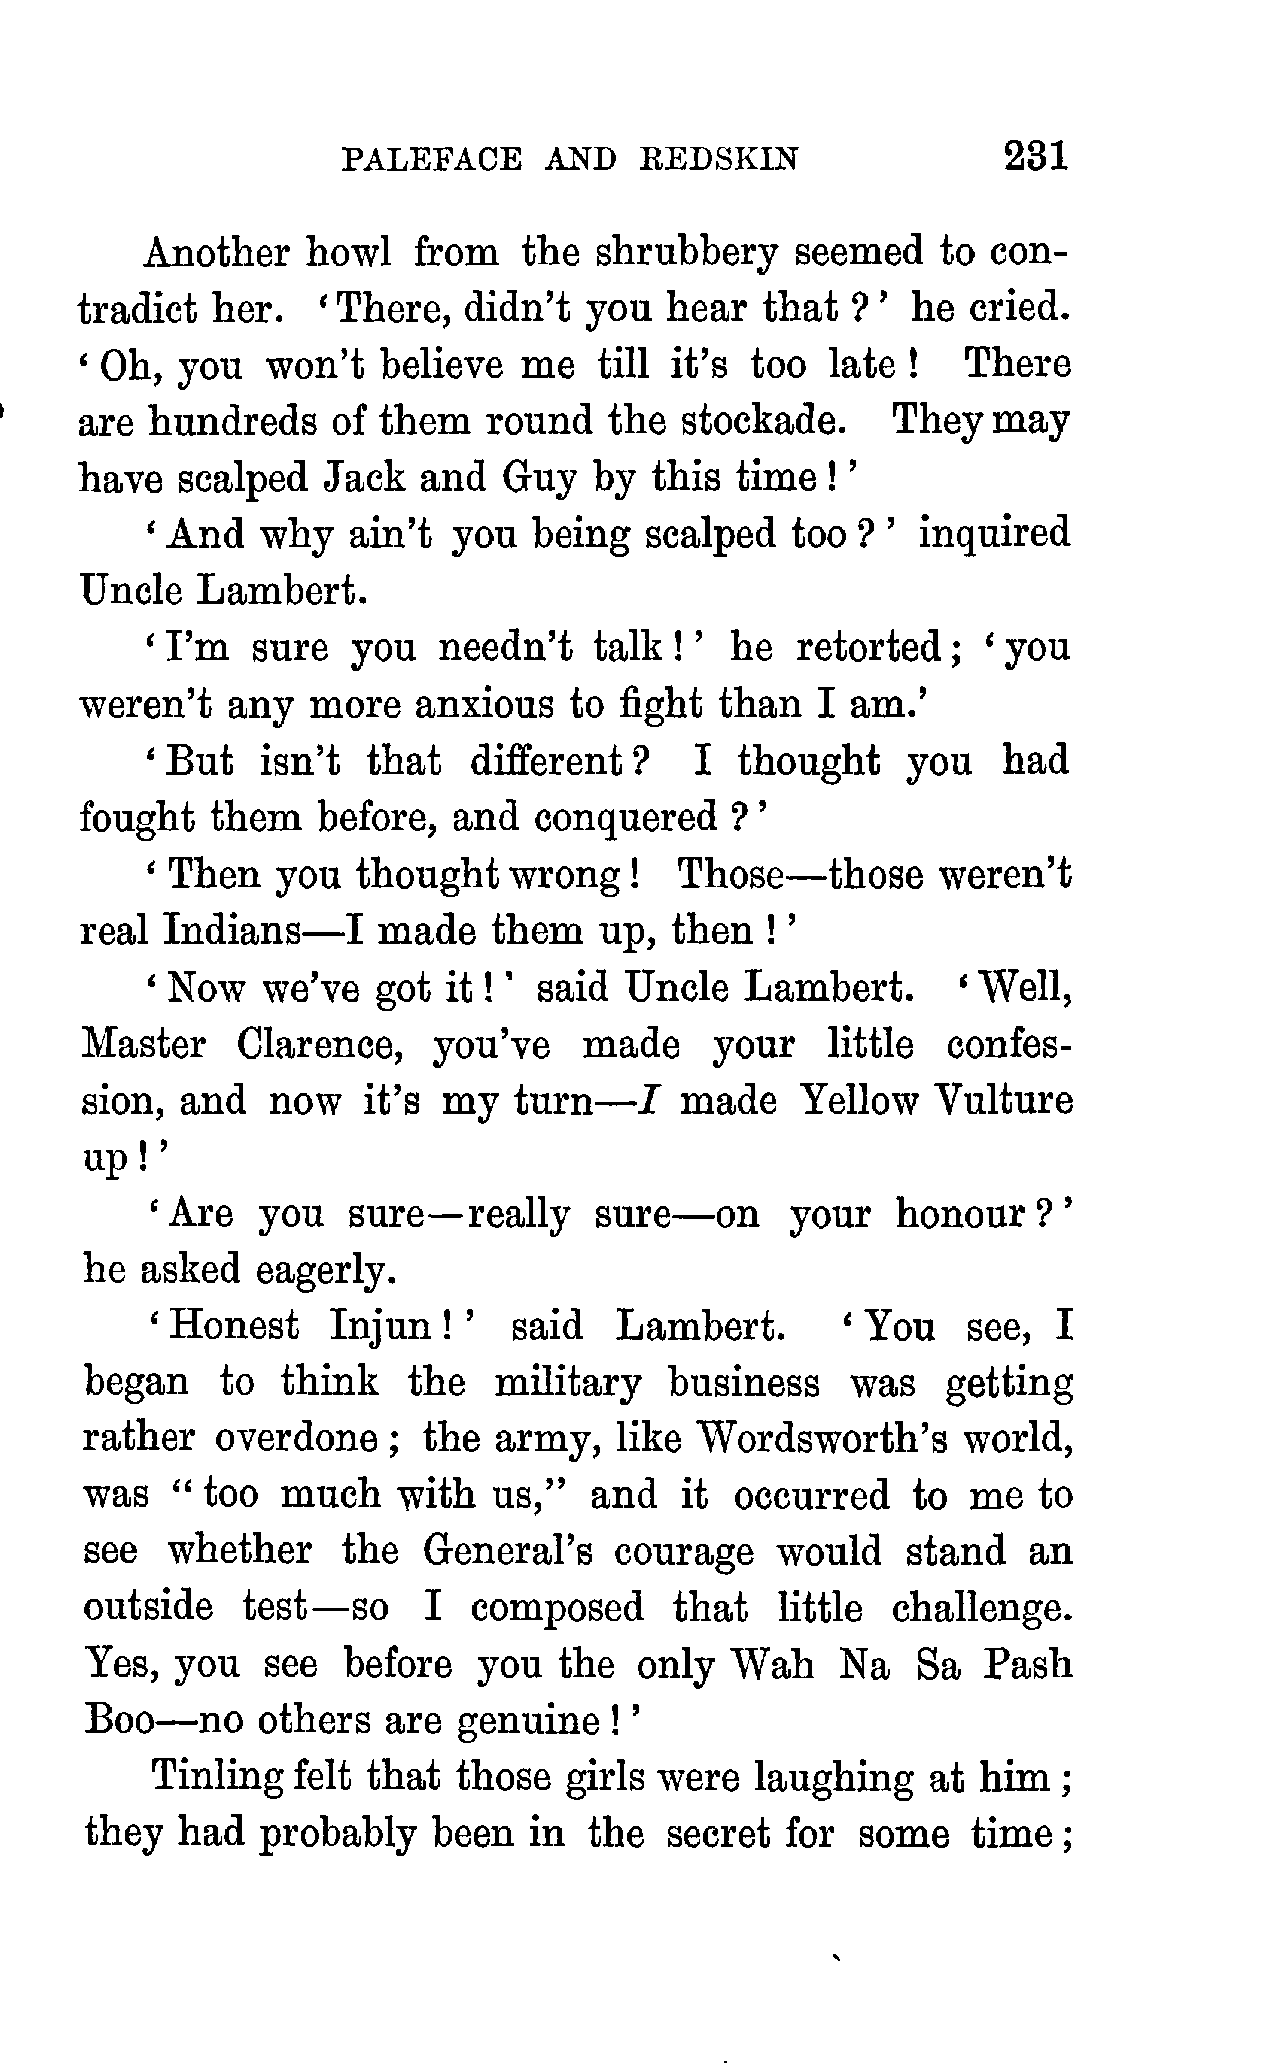 PALEFACE AND REDSKIN 231
Another howl from the shrubbery seemed to con-
tradict her. ‘There, didn’t you hear that?’ he cried.
‘Oh, you won’t believe me till it’s too late! There
are hundreds of them round the stockade. They may
have scalped Jack and Guy by this time!’
‘And why ain’t you being scalped too?’ inquired
Uncle Lambert.
‘I’m sure you needn’t talk!’ he retorted; ‘you
weren’t any more anxious to fight than I am.’
‘But isn’t that different? I thought you had
fought them before, and conquered?’
‘Then you thought wrong! Those—those weren’t
real Indians—I made them up, then!’
‘Now we’ve got it!’ said Uncle Lambert. ‘Well,
Master Clarence, you’ve made your little confes-
sion, and now it’s my turn—I made Yellow Vulture
up!’
‘Are you sure—really sure—on your honour?’
he asked eagerly.
‘Honest Injun!’ said Lambert. ‘You see, I
began to think the military business was getting
rather overdone; the army, like Wordsworth’s world,
was “too much with us,” and it occurred to me to
see whether the General’s courage would stand an
outside test—so I composed that little challenge.
Yes, you see before you the only Wah Na Sa Pash
Boo—no others are genuine!’
Tinling felt that those girls were laughing at him;
they had probably been in the secret for some time;